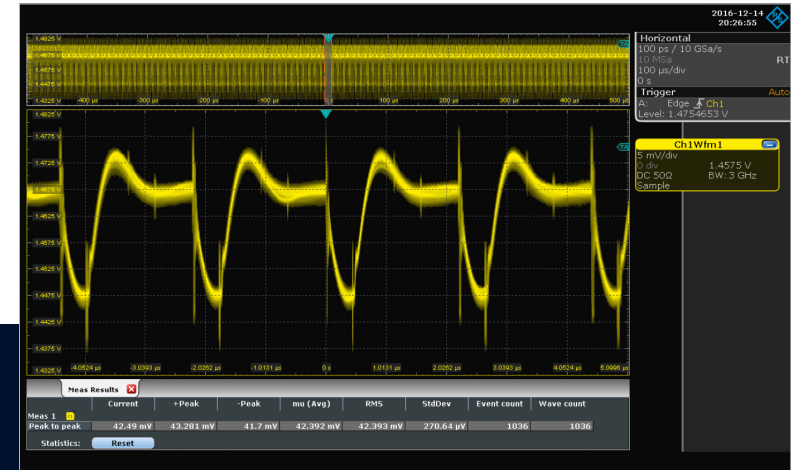 2016-12-14
20:26:55
Horizontal
100 ps / 10 GSa/s
10 MSa RT
100 µs/div
0 s
Trigger Auto
A: Edge Ch1
Level: 1.4754653 V
Ch1Wfm1
5 mV/div
0 div 1.4575 V
DC 50Ω BW: 3 GHz
Sample
1.4825 V
1.4575 V
1.4325 V
-400 µs -300 µs -200 µs -100 µs 100 µs 200 µs 300 µs 400 µs 500 µs
1.4825 V
1.4775 V
1.4725 V
1.4675 V
1.4625 V
1.4575 V
1.4525 V
1.4475 V
1.4425 V
1.4375 V
1.4325 V
-4.0524 µs -3.0393 µs -2.0262 µs -1.0131 µs 0 s 1.0131 µs 2.0262 µs 3.0393 µs 4.0524 µs 5.0996 µs
Meas Results
Current +Peak -Peak mu (Avg) RMS StdDev Event count Wave count
Meas 1
Peak to peak 42.49 mV 43.281 mV 41.7 mV 42.392 mV 42.393 mV 270.64 µV 1036 1036
Statistics: Reset